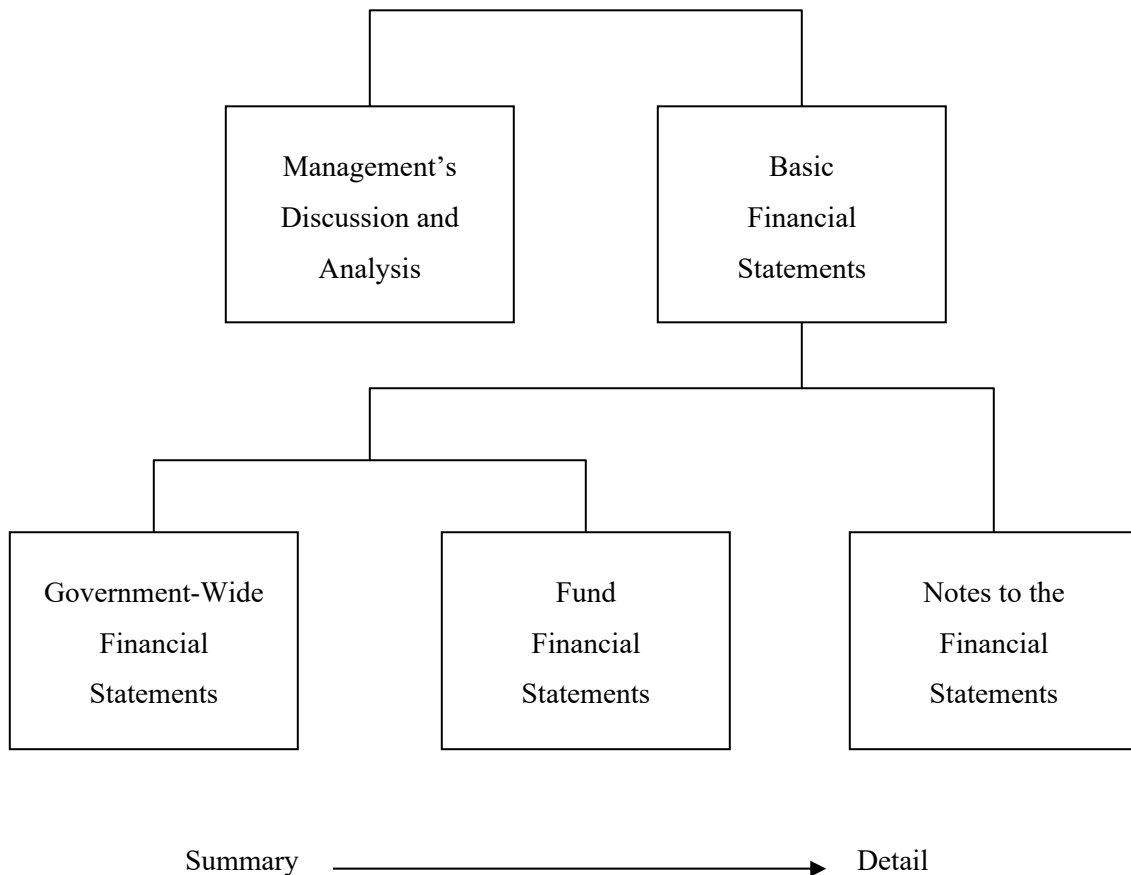 Management’s
Discussion and
Analysis
Basic
Financial
Statements
Government-Wide
Financial
Statements
Fund
Financial
Statements
Notes to the
Financial
Statements
Summary
Detail